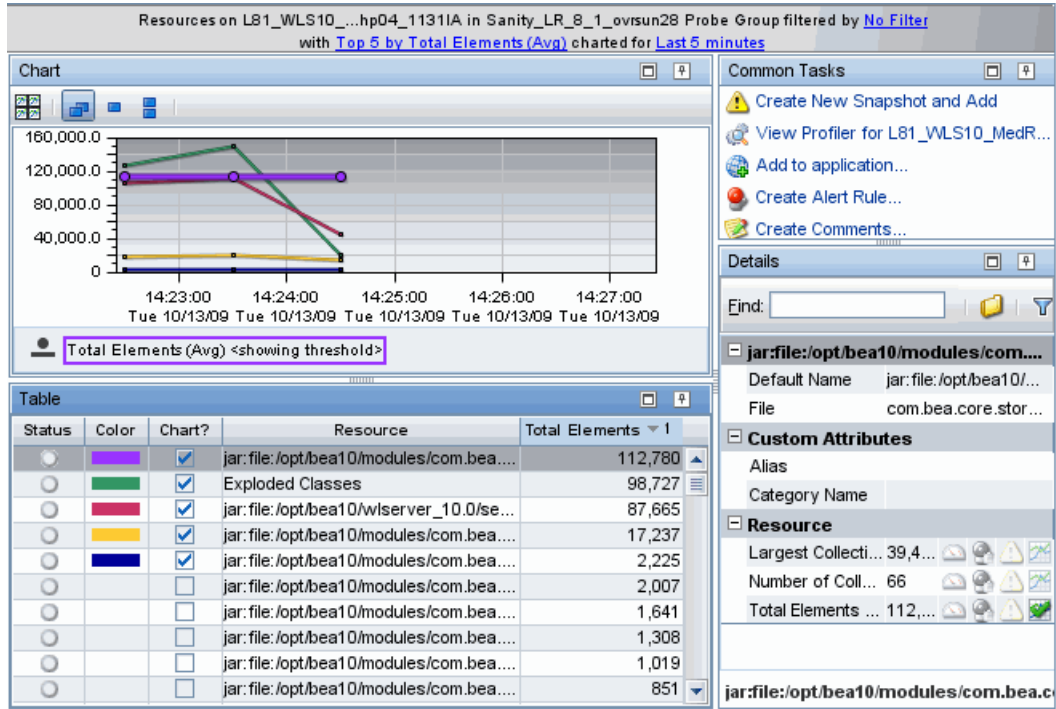 Resources on L81_WLS10_...hp04_1131IA in Sanity_LR_8_1_ovrsun28 Probe Group filtered by No Filter
with Top 5 by Total Elements (Avg) charted for Last 5 minutes
Chart
160,000.0
120,000.0
80,000.0
40,000.0
0
14:23:00 14:24:00 14:25:00 14:26:00 14:27:00
Tue 10/13/09 Tue 10/13/09 Tue 10/13/09 Tue 10/13/09 Tue 10/13/09
Total Elements (Avg) <showing threshold>
Table
Status Color Chart? Resource Total Elements 1
jar:file:/opt/bea10/modules/com.bea.... 112,780
Exploded Classes 98,727
jar:file:/opt/bea10/wlserver_10.0/se... 87,665
jar:file:/opt/bea10/modules/com.bea.... 17,237
jar:file:/opt/bea10/modules/com.bea.... 2,225
jar:file:/opt/bea10/modules/com.bea.... 2,007
jar:file:/opt/bea10/modules/com.bea.... 1,641
jar:file:/opt/bea10/modules/com.bea.... 1,308
jar:file:/opt/bea10/modules/com.bea.... 1,019
jar:file:/opt/bea10/modules/com.bea.... 851
Common Tasks
Create New Snapshot and Add
View Profiler for L81_WLS10_MedR...
Add to application...
Create Alert Rule...
Create Comments...
Details
Find:
jar:file:/opt/bea10/modules/com....
Default Name jar:file:/opt/bea10/...
File com.bea.core.stor...
Custom Attributes
Alias
Category Name
Resource
Largest Collecti... 39,4...
Number of Coll... 66
Total Elements ... 112,...
jar:file:/opt/bea10/modules/com.bea.c